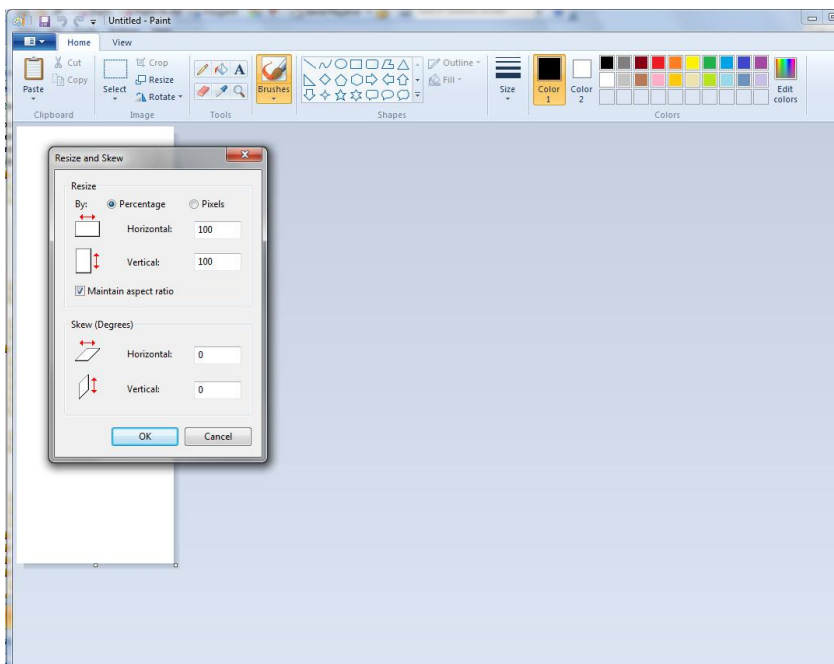 Untitled - Paint
Home View
Cut
Copy
Paste
Clipboard
Select
Crop
Resize
Rotate
Image
A
Tools
Brushes
Outline
Fill
Shapes
Size
Color 1
Color 2
Edit colors
Colors
Resize and Skew
Resize
By: Percentage Pixels
Horizontal: 100
Vertical: 100
Maintain aspect ratio
Skew (Degrees)
Horizontal: 0
Vertical: 0
OK Cancel